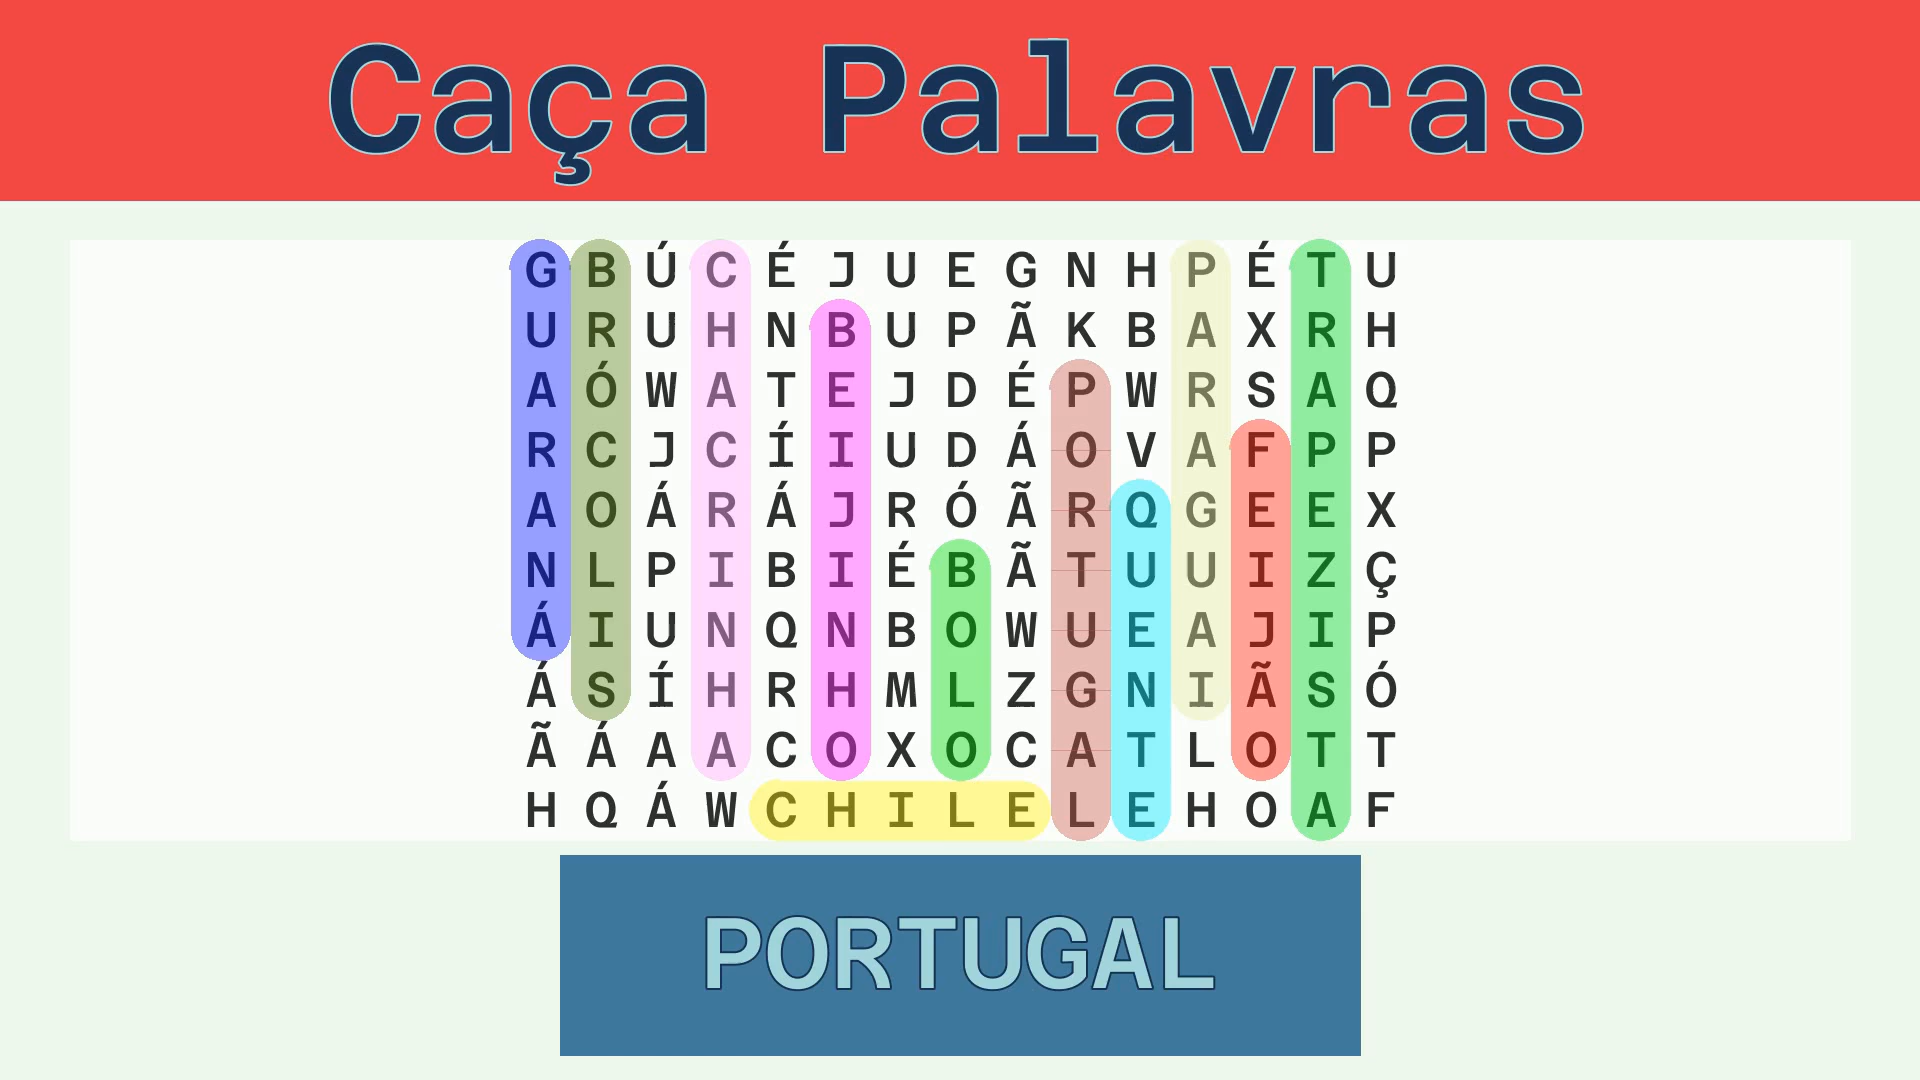 Caça Palavras
G B Ú C É J U E G N H P É T U
U R U H N B U P Ã K B A X R H
A Ó W A T E J D É P W R S A Q
R C J C Í I U D Á O V A F P P
A O Á R Á J R Ó Ã R Q G E E X
N L P I B I É B Ã T U U I Z Ç
Á I U N Q N B O W U E A J I P
Á S Í H R H M L Z G N I Ã S Ó
Ã Á A A C O X O C A T L O T T
H Q Á W C H I L E L E H O A F
PORTUGAL